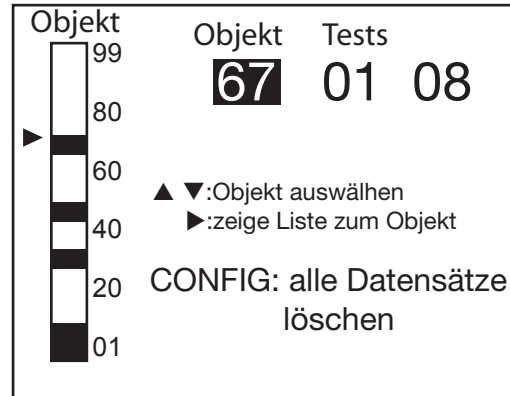 Objekt
99
80
60
40
20
01
Objekt Tests
67 01 08
▲ ▼:Objekt auswälhen
▶:zeige Liste zum Objekt
CONFIG: alle Datensätze
löschen